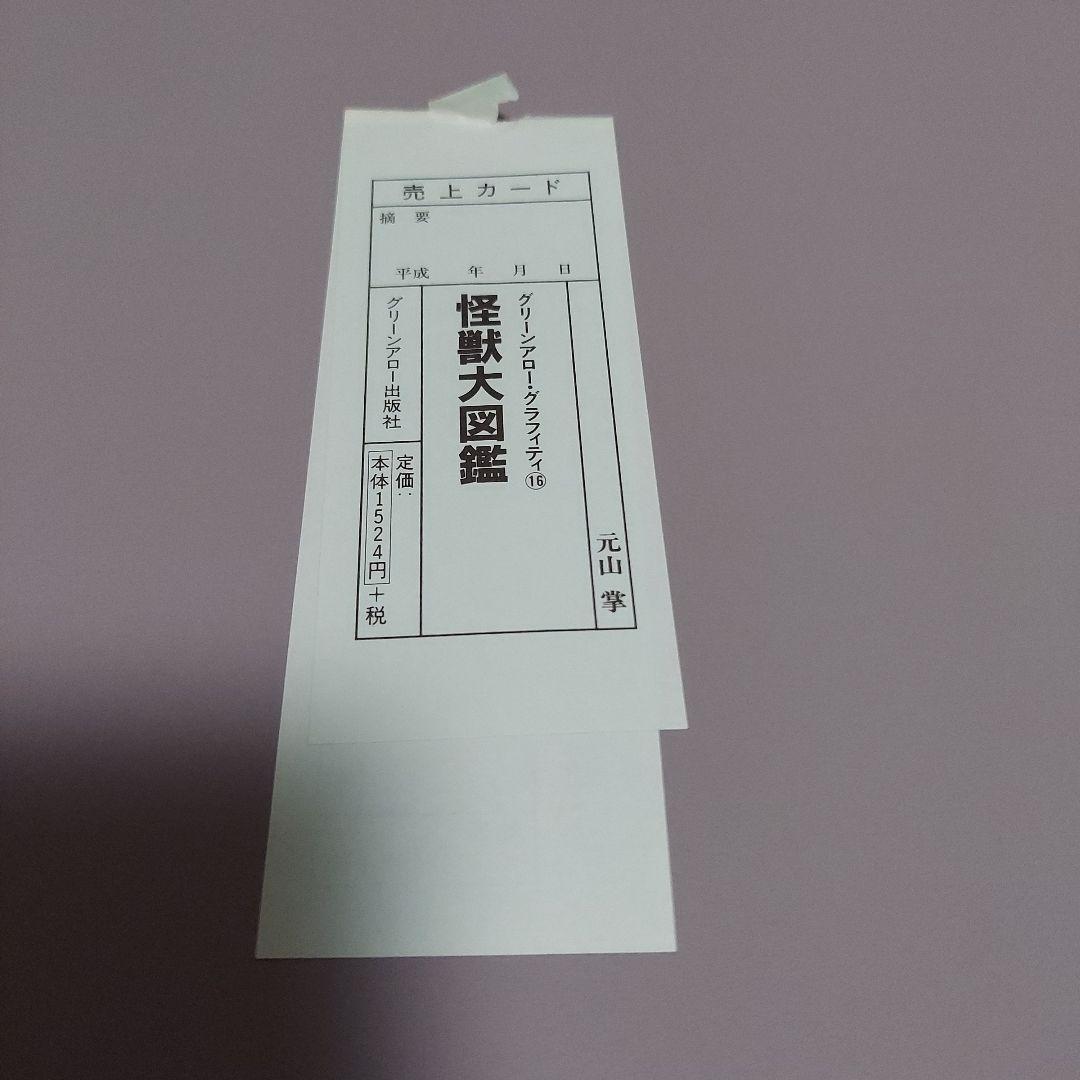 売上カード
摘要
平成 年 月 日
元山 掌
グリーンアロー・グラフィティ⑯
怪獣大図鑑
グリーンアロー出版社
定価：
本体1524円＋税